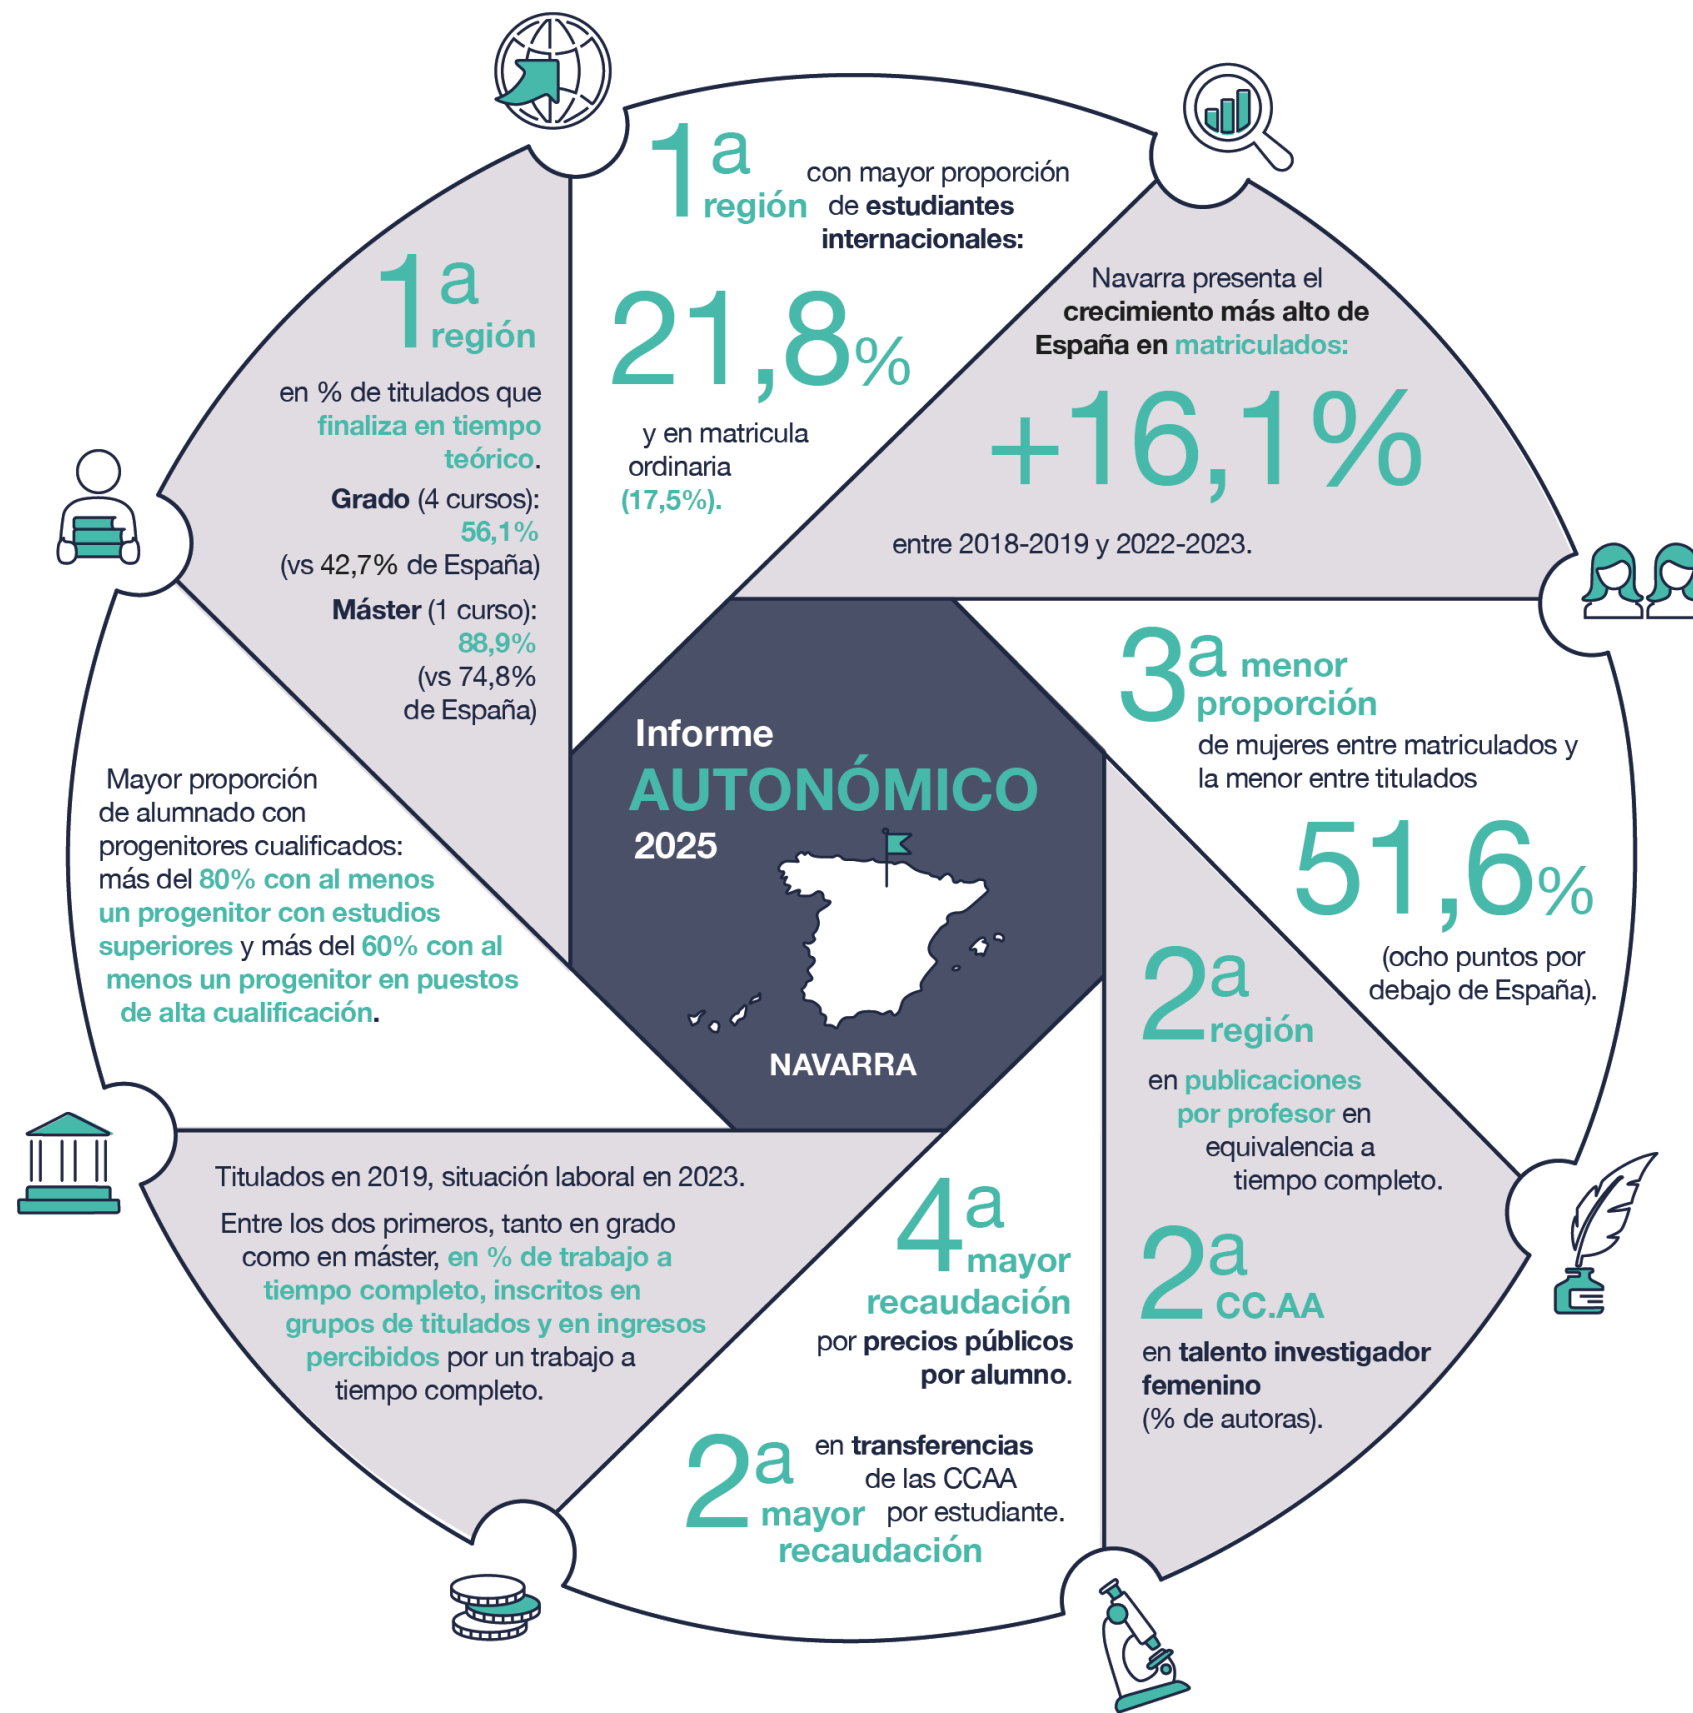 1ª
región
con mayor proporción
de estudiantes
internacionales:
21,8%
y en matricula
ordinaria
(17,5%).
Navarra presenta el
crecimiento más alto de
España en matriculados:
+16,1%
entre 2018-2019 y 2022-2023.
3ª menor
proporción
de mujeres entre matriculados y
la menor entre titulados
51,6%
(ocho puntos por
debajo de España).
2ª
región
en publicaciones
por profesor en
equivalencia a
tiempo completo.
2ª
CC.AA
en talento investigador
femenino
(% de autoras).
4ª
mayor
recaudación
por precios públicos
por alumno.
2ª
mayor
recaudación
en transferencias
de las CCAA
por estudiante.
Titulados en 2019, situación laboral en 2023.
Entre los dos primeros, tanto en grado
como en máster, en % de trabajo a
tiempo completo, inscritos en
grupos de titulados y en ingresos
percibidos por un trabajo a
tiempo completo.
Mayor proporción
de alumnado con
progenitores cualificados:
más del 80% con al menos
un progenitor con estudios
superiores y más del 60% con al
menos un progenitor en puestos
de alta cualificación.
1ª
región
en % de titulados que
finaliza en tiempo
teórico.
Grado (4 cursos):
56,1%
(vs 42,7% de España)
Máster (1 curso):
88,9%
(vs 74,8%
de España)
Informe
AUTONÓMICO
2025
NAVARRA